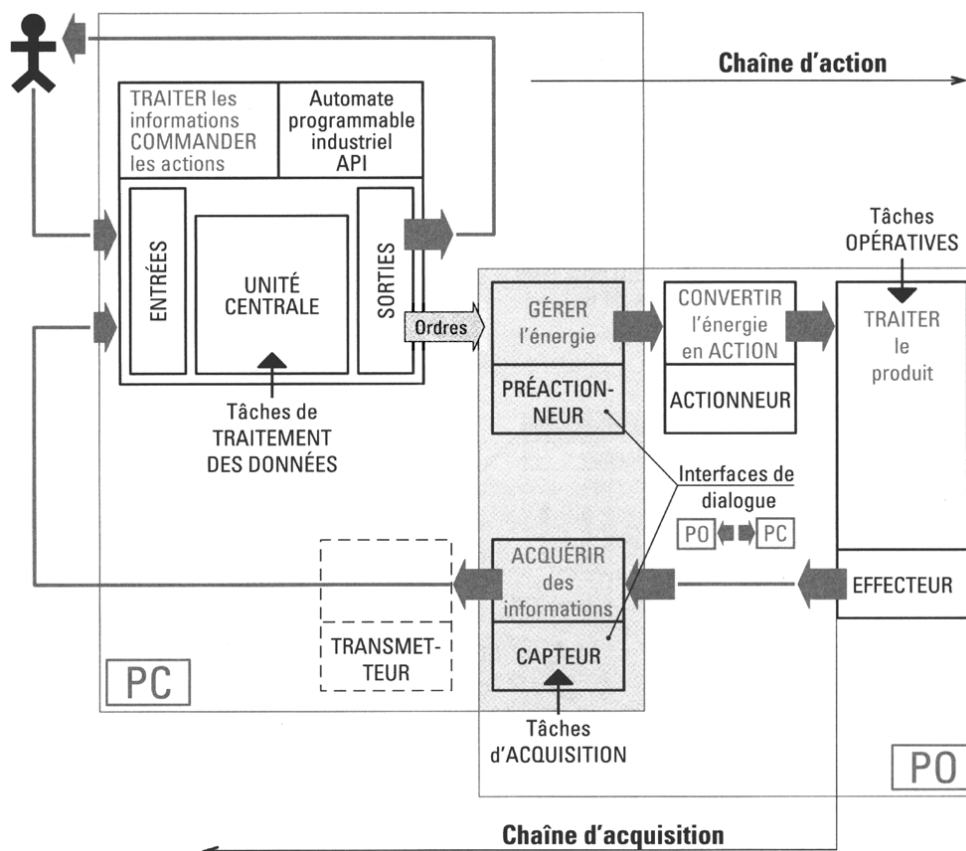 Chaîne d'action
TRAITER les
informations
COMMANDER
les actions
Automate
programmable
industriel
API
ENTRÉES
UNITÉ
CENTRALE
SORTIES
Ordres
Tâches de
TRAITEMENT
DES DONNÉES
GÉRER
l'énergie
PRÉACTION-
NEUR
CONVERTIR
l'énergie
en ACTION
ACTIONNEUR
Tâches
OPÉRATIVES
TRAITER
le
produit
EFFECTEUR
Interfaces de
dialogue
PO PC
ACQUÉRIR
des
informations
CAPTEUR
TRANSMET-
TEUR
Tâches
d'ACQUISITION
PC
PO
Chaîne d'acquisition